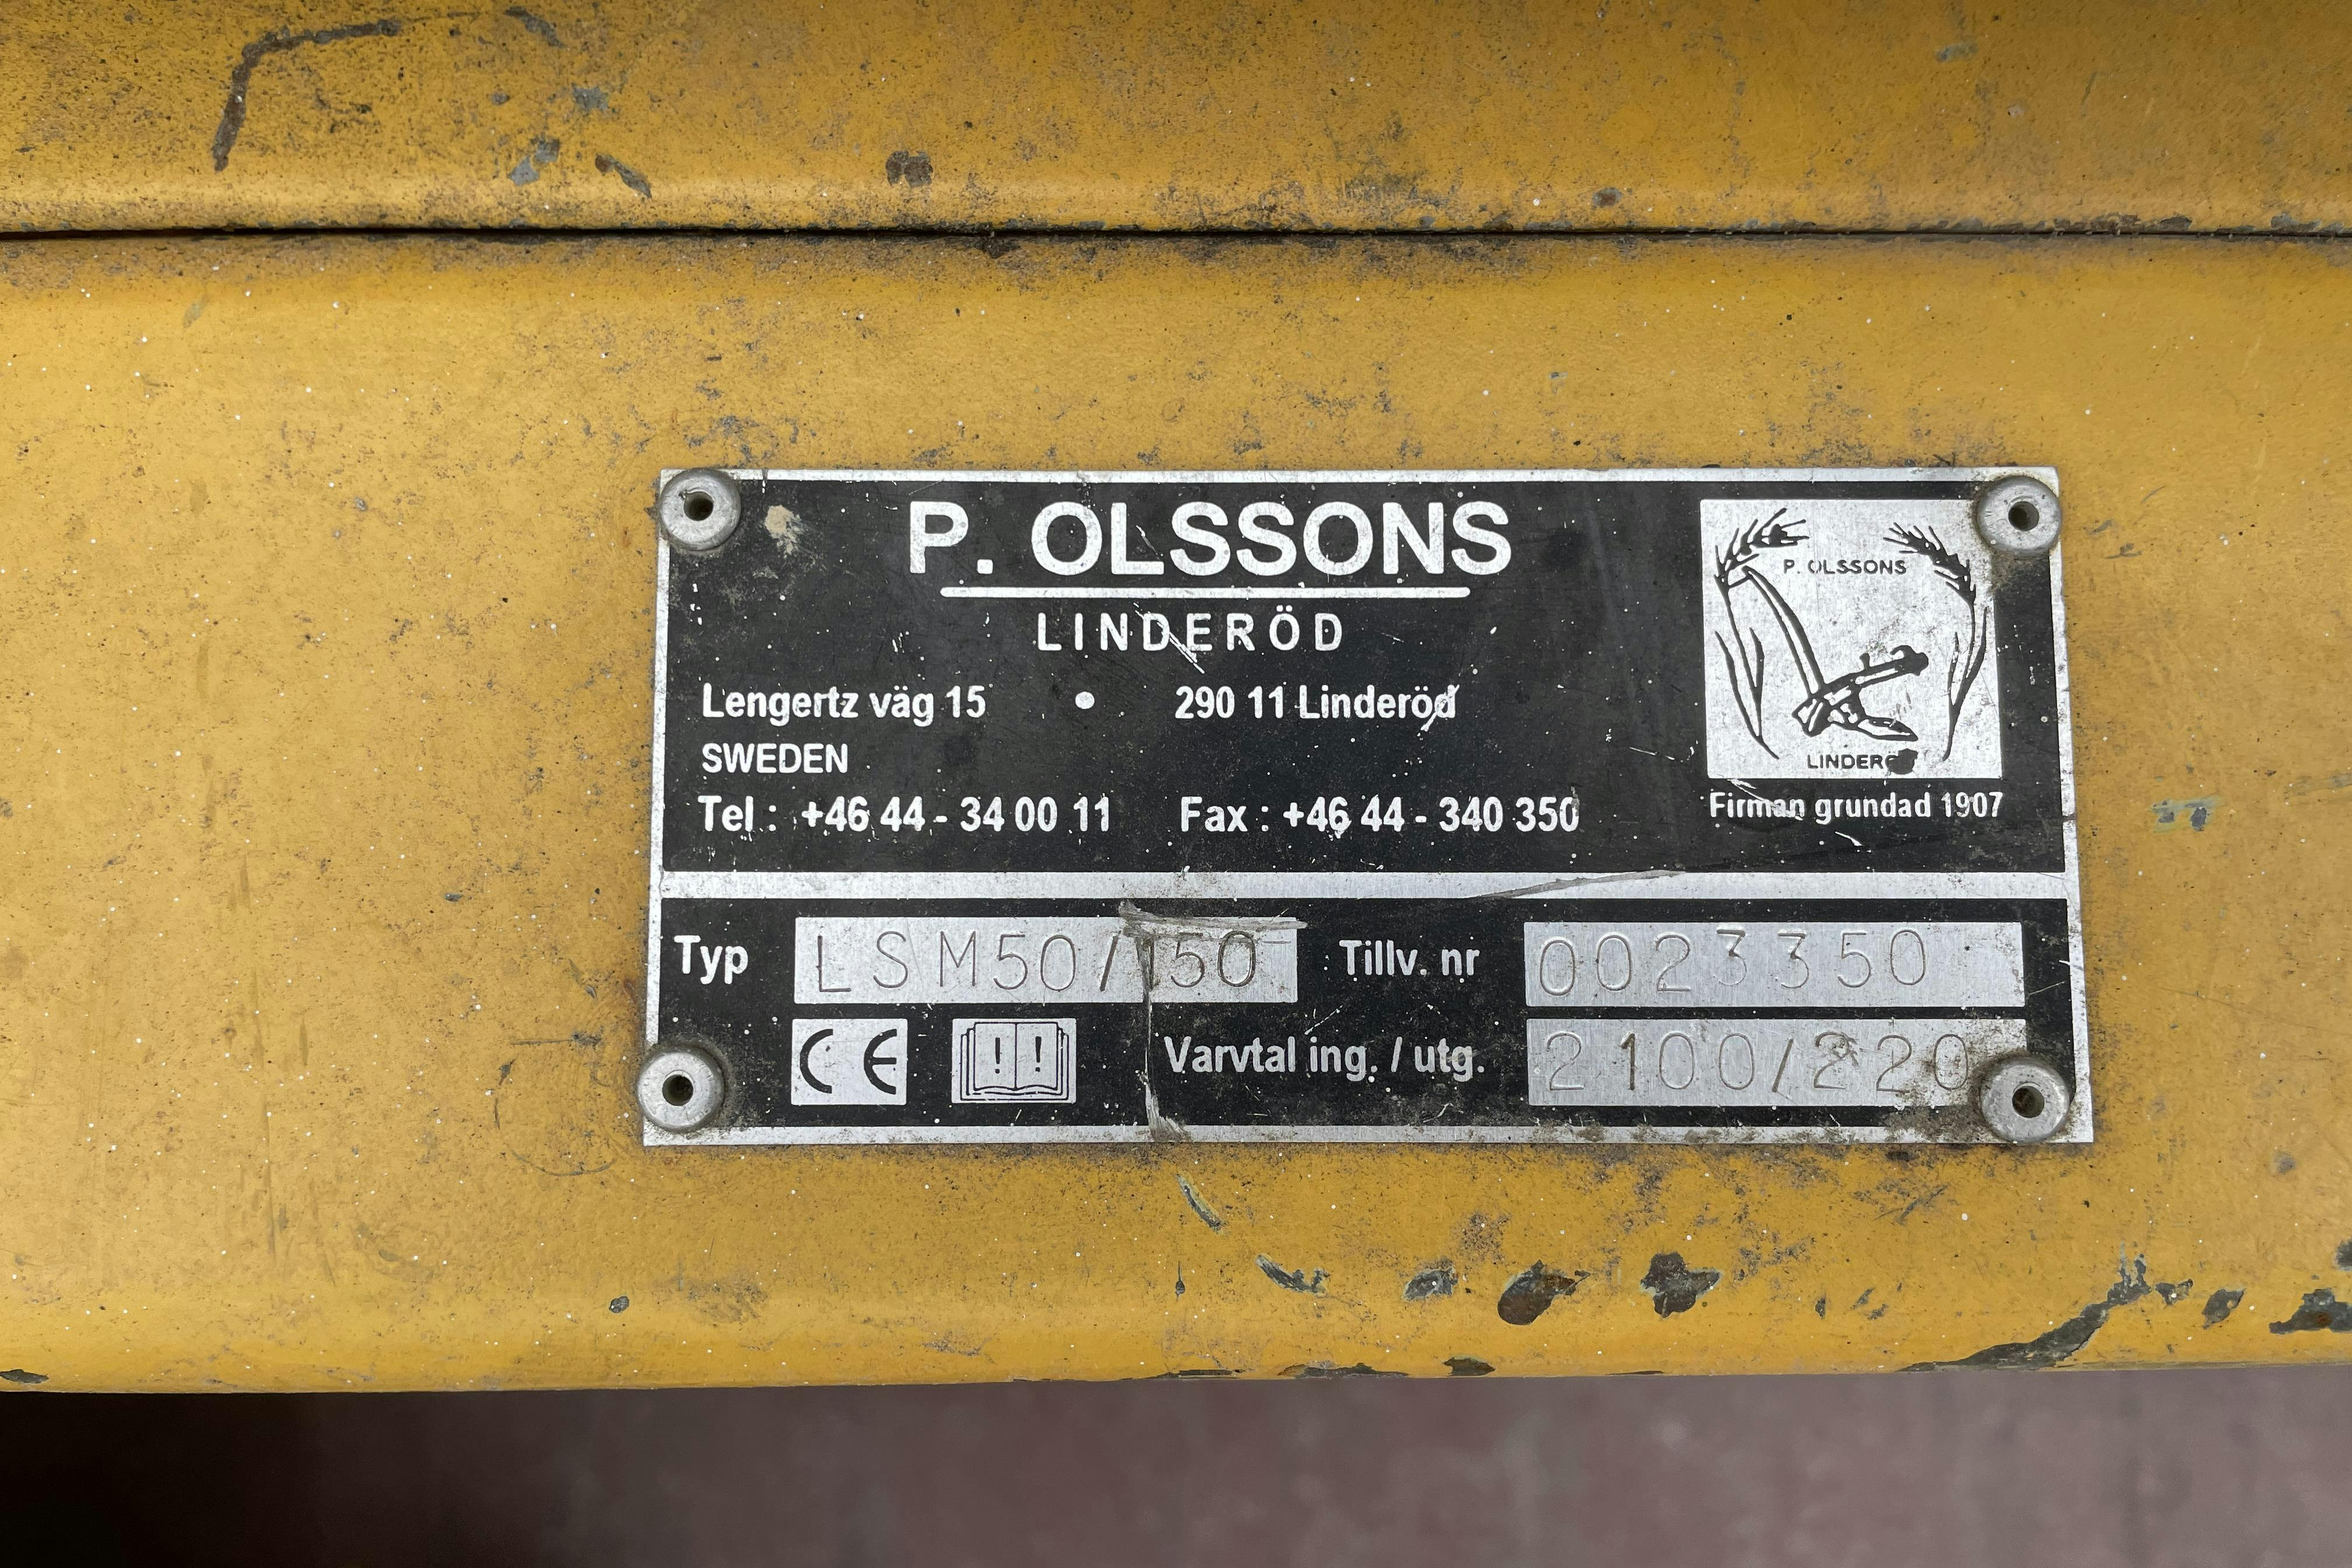 P. OLSSONS
LINDERÖD
Lengertz väg 15 • 290 11 Linderöd
SWEDEN
Tel : +46 44 - 34 00 11 Fax : +46 44 - 340 350
P. OLSSONS
Firman grundad 1907
Typ LSM50/150 Tillv. nr 0023350
CE !! Varvtal ing. / utg. 2100/220